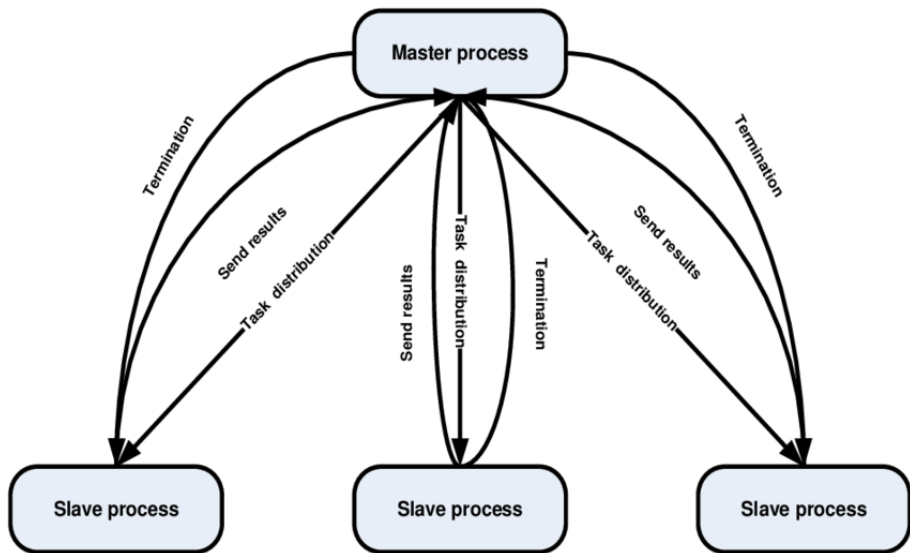 Master process
Termination
Termination
Send results
Send results
Task distribution
Task distribution
Task distribution
Send results
Termination
Slave process
Slave process
Slave process